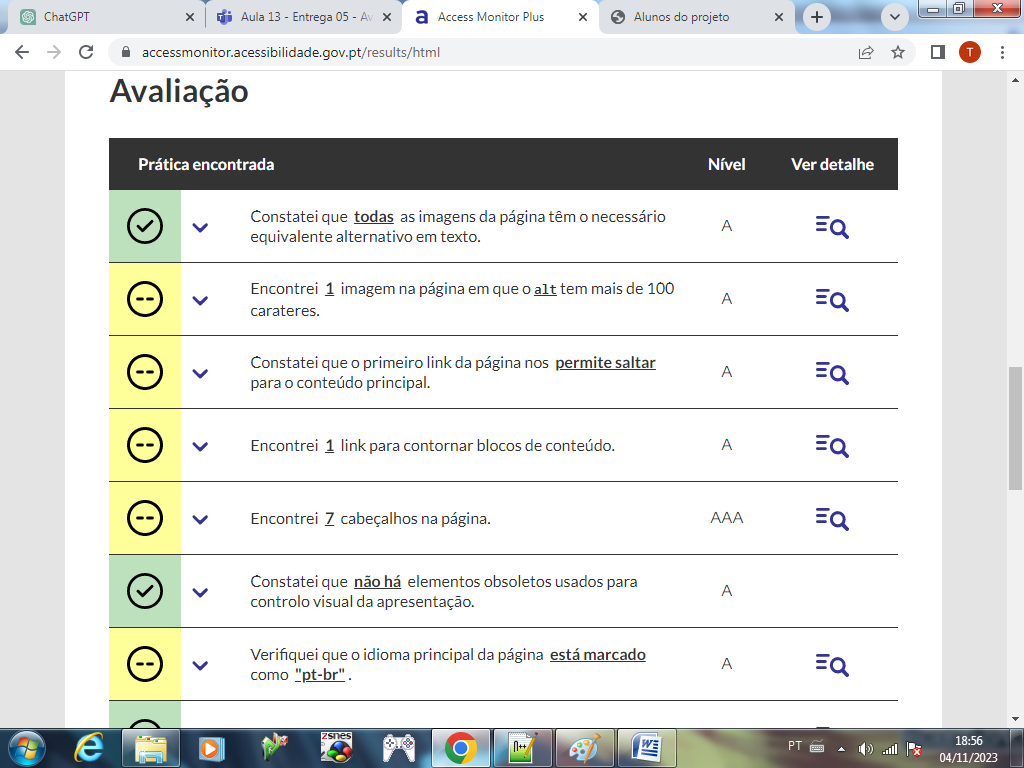 ChatGPT
Aula 13 - Entrega 05 - Av
Access Monitor Plus
Alunos do projeto
accessmonitor.acessibilidade.gov.pt/results/html
T
Avaliação
Prática encontrada Nível Ver detalhe
Constatei que todas as imagens da página têm o necessário
equivalente alternativo em texto.
A
Encontrei 1 imagem na página em que o alt tem mais de 100
carateres.
A
Constatei que o primeiro link da página nos permite saltar
para o conteúdo principal.
A
Encontrei 1 link para contornar blocos de conteúdo.
A
Encontrei 7 cabeçalhos na página.
AAA
Constatei que não há elementos obsoletos usados para
controlo visual da apresentação.
A
Verifiquei que o idioma principal da página está marcado
como "pt-br" .
A
ZSNES
PT
18:56
04/11/2023